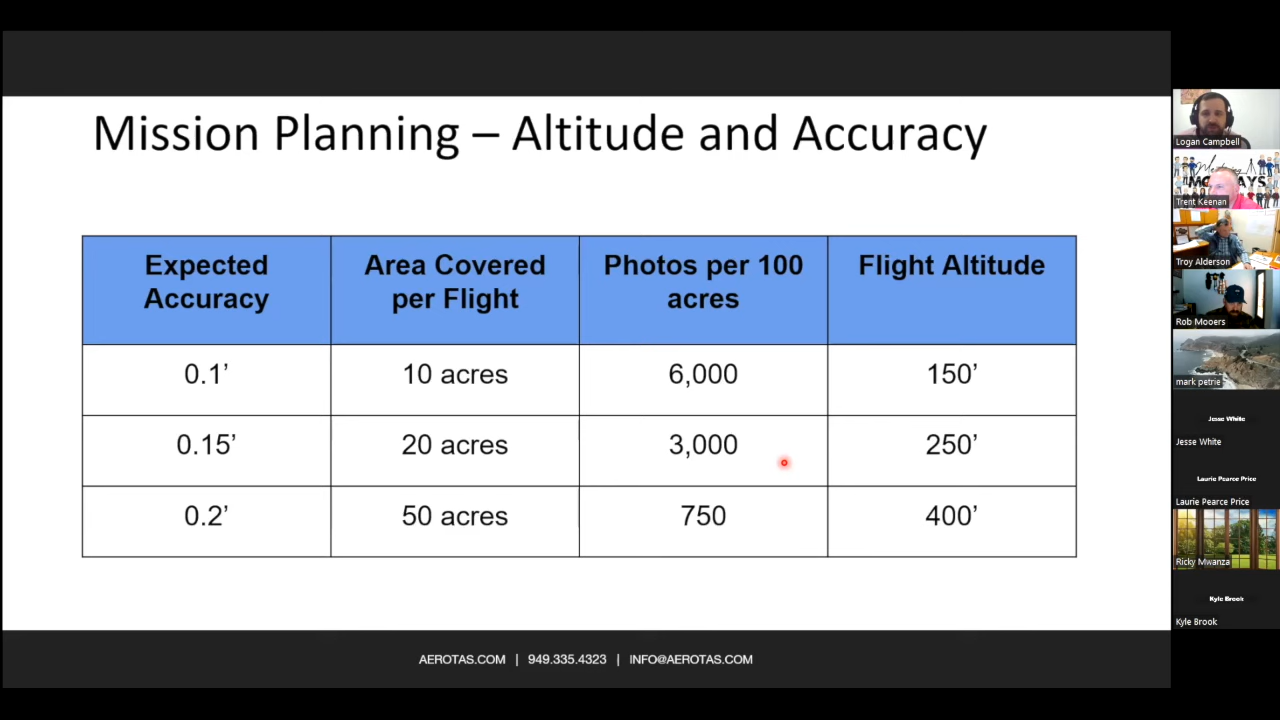 Mission Planning – Altitude and Accuracy
Expected Accuracy
Area Covered per Flight
Photos per 100 acres
Flight Altitude
0.1’
10 acres
6,000
150’
0.15’
20 acres
3,000
250’
0.2’
50 acres
750
400’
AEROTAS.COM | 949.335.4323 | INFO@AEROTAS.COM
Logan Campbell
Trent Keenan
Troy Alderson
Rob Mooers
mark petrie
Jesse White
Jesse White
Laurie Pearce Price
Laurie Pearce Price
Ricky Mwanza
Kyle Brook
Kyle Brook